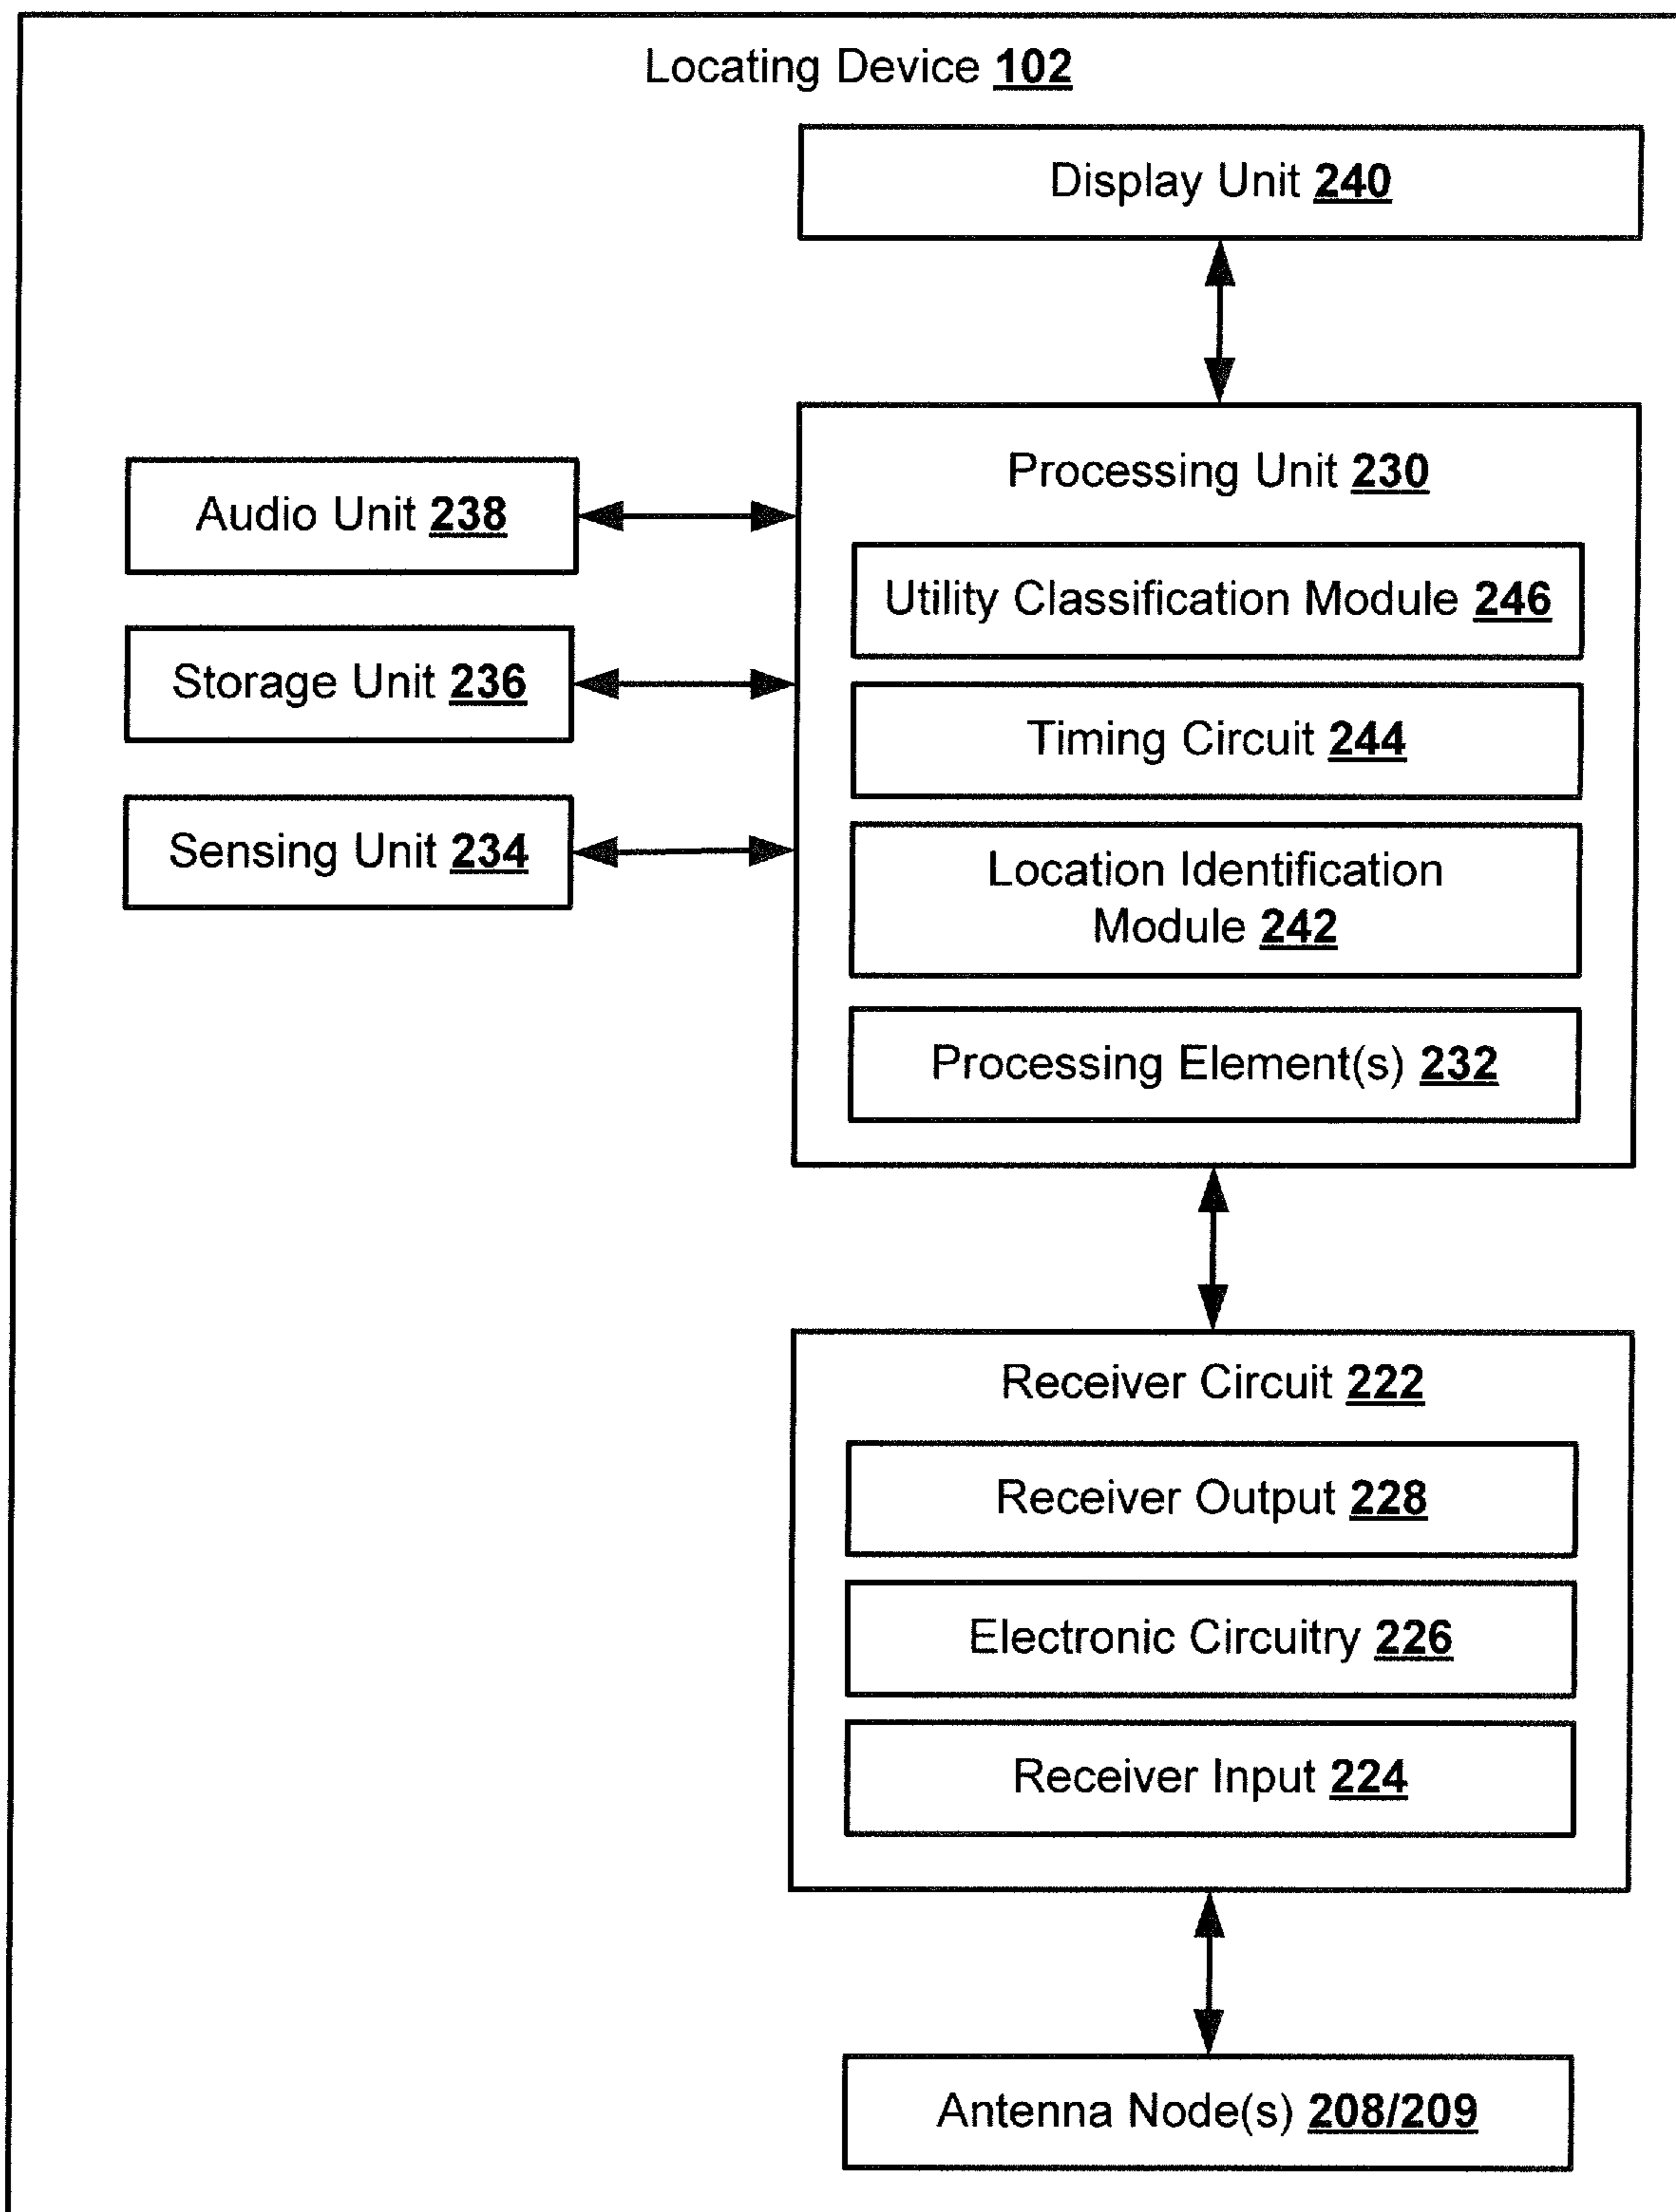 Locating Device 102
Display Unit 240
Processing Unit 230
Audio Unit 238
Utility Classification Module 246
Storage Unit 236
Timing Circuit 244
Sensing Unit 234
Location Identification
Module 242
Processing Element(s) 232
Receiver Circuit 222
Receiver Output 228
Electronic Circuitry 226
Receiver Input 224
Antenna Node(s) 208/209